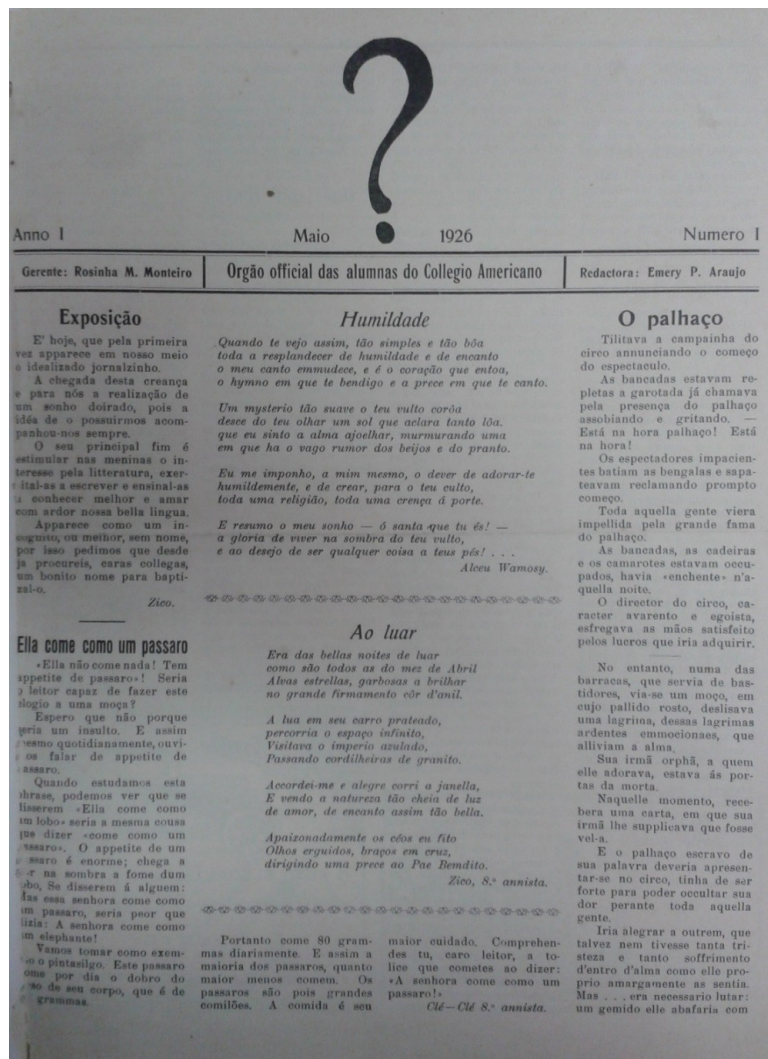 ?
Anno I
Maio 1926
Numero I
Gerente: Rosinha M. Monteiro
Orgão official das alumnas do Collegio Americano
Redactora: Emery P. Araujo
Exposição
E' hoje, que pela primeira
vez apparece em nosso meio
o idealizado jornalzinho.
A chegada desta creança
e para nós a realização de
um sonho doirado, pois a
idéa de o possuirmos acom-
panhou-nos sempre.
O seu principal fim é
estimular nas meninas o in-
teresse pela litteratura, exer-
cital-as a escrever e ensinal-as
a conhecer melhor e amar
com ardor nossa bella lingua.
Apparece como um in-
cognito, ou melhor, sem nome,
por isso pedimos que desde
ja procureis, caras collegas,
um bonito nome para bapti-
zal-o.
Zico.
Ella come como um passaro
«Ella não come nada! Tem
appetite de passaro»! Seria
o leitor capaz de fazer este
elogio a uma moça?
Espero que não porque
seria um insulto. E assim
mesmo quotidianamente, ouvi-
os falar de appetite de
passaro.
Quando estudamos esta
phrase, podemos ver que se
disserem «Ella come como
um lobo» seria a mesma cousa
que dizer «come como um
passaro». O appetite de um
passaro é enorme; chega a
na sombra a fome dum
lobo, Se disserem á alguem:
Mas essa senhora come como
um passaro, seria peor que
dizia: A senhora come como
um elephante!
Vamos tomar como exem-
o pintasilgo. Este passaro
come por dia o dobro do
de seu corpo, que é de
grammas.
Humildade
Quando te vejo assim, tão simples e tão bôa
toda a resplandecer de humildade e de encanto
o meu canto emmudece, e é o coração que entoa,
o hymno em que te bendigo e a prece em que te canto.
Um mysterio tão suave o teu vulto corôa
desce do teu olhar um sol que aclara tanto lôa.
que eu sinto a alma ajoelhar, murmurando uma
em que ha o vago rumor dos beijos e do pranto.
Eu me imponho, a mim mesmo, o dever de adorar-te
humildemente, e de crear, para o teu culto,
toda uma religião, toda uma crença á porte.
E resumo o meu sonho — ó santa que tu és! —
a gloria de viver na sombra do teu vulto,
e ao desejo de ser qualquer coisa a teus pés! . . .
Alceu Wamosy.
Ao luar
Era das bellas noites de luar
como são todos as do mez de Abril
Alvas estrellas, garbosas a brilhar
no grande firmamento côr d'anil.
A lua em seu carro prateado,
percorria o espaço infinito,
Visitava o imperio azulado,
Passando cordilheiras de granito.
Accordei-me e alegre corri a janella,
E vendo a natureza tão cheia de luz
de amor, de encanto assim tão bella.
Apaixonadamente os céos eu fito
Olhos erguidos, braços em cruz,
dirigindo uma prece ao Pae Bemdito.
Zico, 8.º annista.
Portanto come 80 gram-
mas diariamente. E assim a
maioria dos passaros, quanto
maior menos comem. Os
passaros são pois grandes
comilões. A comida é seu
maior cuidado. Comprehen-
des tu, caro leitor, a to-
lice que cometes ao dizer:
«A senhora come como um
passaro!»
Clé—Clé 8.ª annista.
O palhaço
Tilitava a campainha do
circo annunciando o começo
do espectaculo.
As bancadas estavam re-
pletas a garotada já chamava
pela presença do palhaço
assobiando e gritando. —
Está na hora palhaço! Está
na hora!
Os espectadores impacien-
tes batiam as bengalas e sapa-
teavam reclamando prompto
começo.
Toda aquella gente viera
impellida pela grande fama
do palhaço.
As bancadas, as cadeiras
e os camarotes estavam occu-
pados, havia «enchente» n'a-
quella noite.
O director do circo, ca-
racter avarento e egoista,
esfregava as mãos satisfeito
pelos lucros que iria adquirir.
No entanto, numa das
barracas, que servia de bas-
tidores, via-se um moço, em
cujo pallido rosto, deslisava
uma lagrima, dessas lagrimas
ardentes emmocionaes, que
alliviam a alma.
Sua irmã orphã, a quem
elle adorava, estava ás por-
tas da morta.
Naquelle momento, rece-
bera uma carta, em que sua
irmã lhe supplicava que fosse
vel-a.
E o palhaço escravo de
sua palavra deveria apresen-
tar-se no circo, tinha de ser
forte para poder occultar sua
dor perante toda aquella
gente.
Iria alegrar a outrem, que
talvez nem tivesse tanta tri-
steza e tanto soffrimento
d'entro d'alma como elle pro-
prio amargamente as sentia.
Mas . . . era necessario lutar:
um gemido elle abafaria com